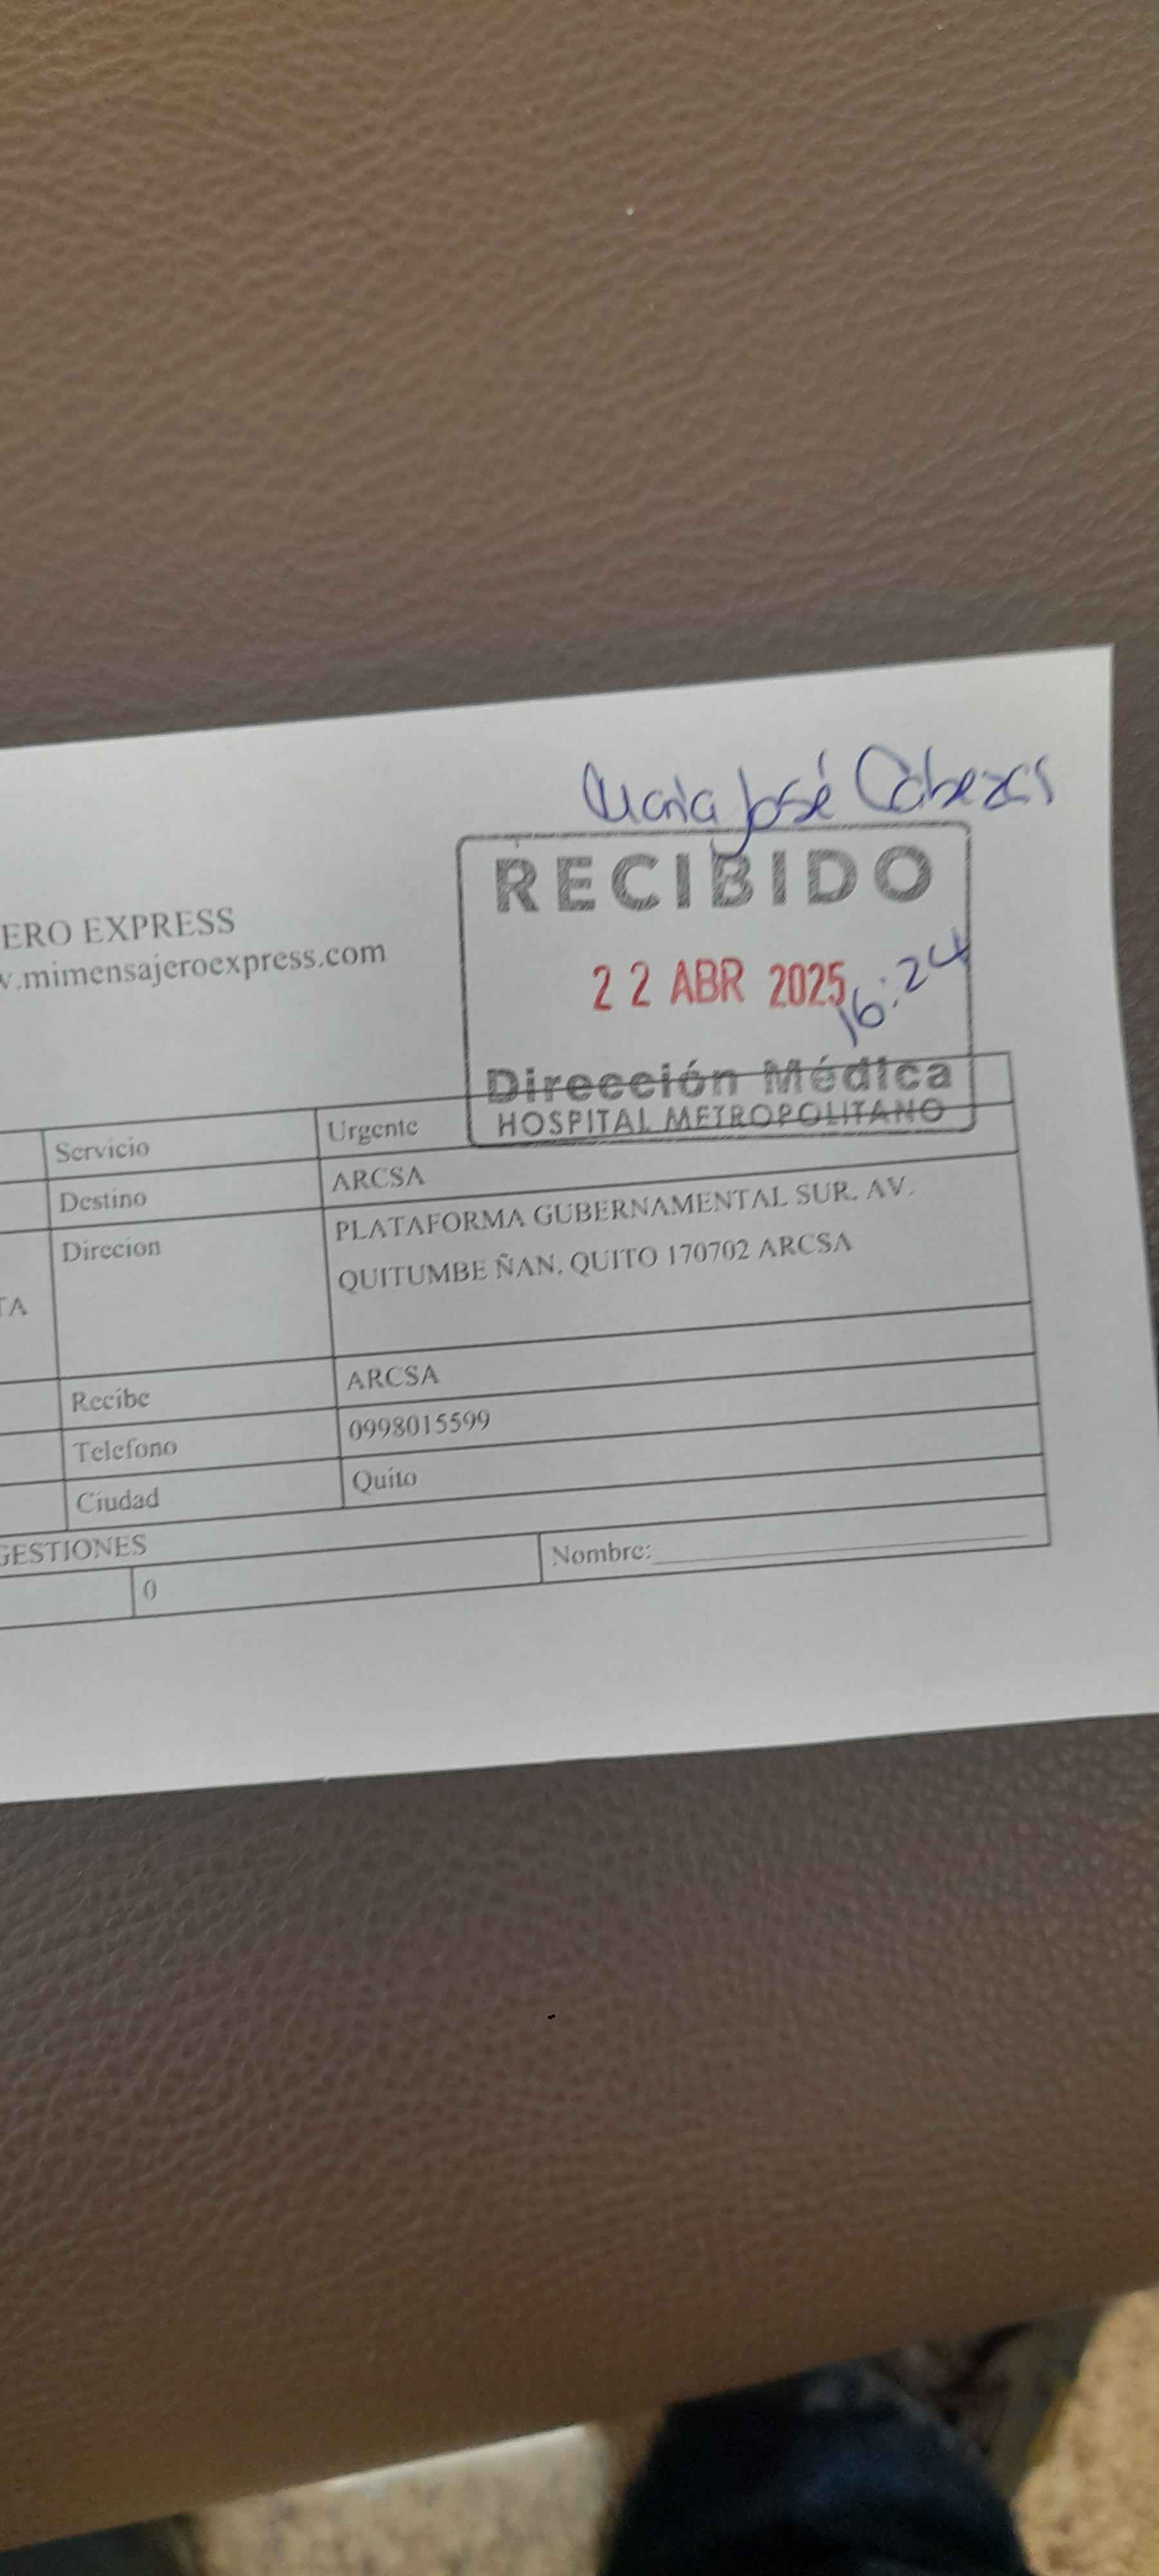 Maria José Cabezas
RECIBIDO
22 ABR 2025 16:24
Dirección Médica
HOSPITAL METROPOLITANO
ERO EXPRESS
w.mimensajeroexpress.com
Servicio Urgente
Destino ARCSA
Direcion PLATAFORMA GUBERNAMENTAL SUR. AV.
QUITUMBE ÑAN. QUITO 170702 ARCSA
TA
Recibe ARCSA
Telefono 0998015599
Ciudad Quito
GESTIONES
0 Nombre: